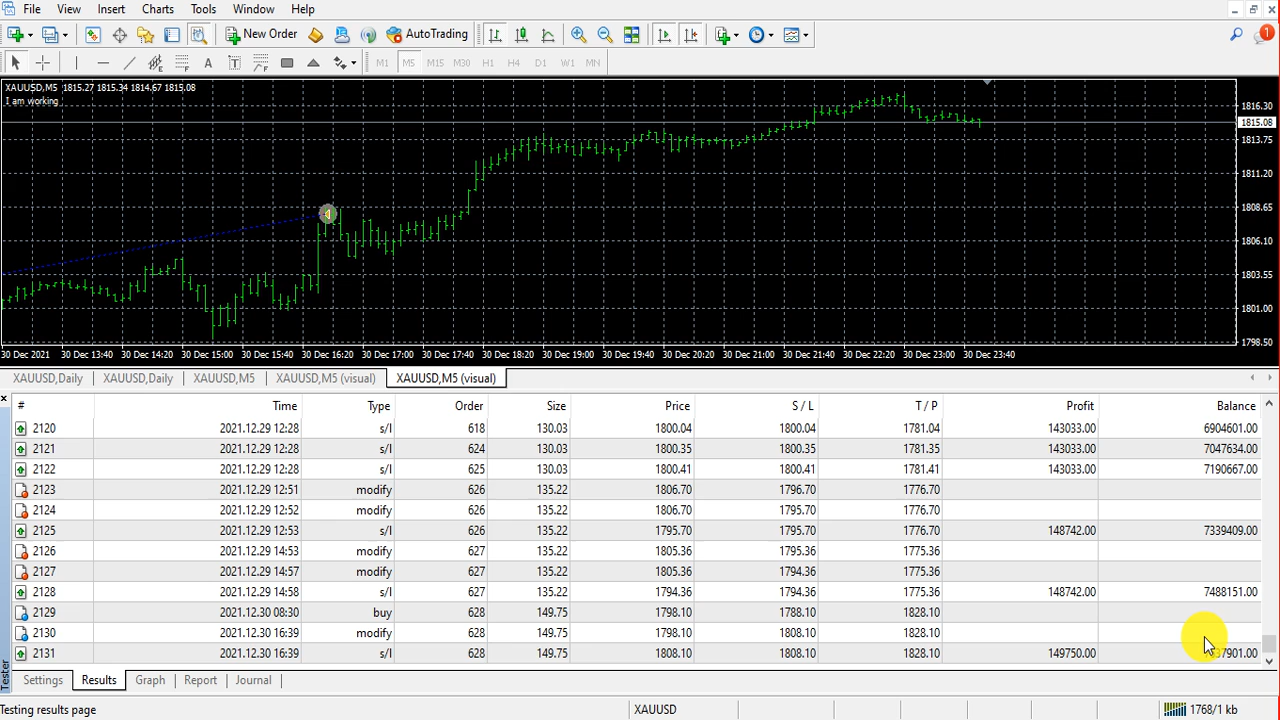 File View Insert Charts Tools Window Help
New Order AutoTrading 1
A T M1 M5 M15 M30 H1 H4 D1 W1 MN
XAUUSD,M5 1815.27 1815.34 1814.67 1815.08
I am working
1816.30
1815.08
1813.75
1811.20
1808.65
1806.10
1803.55
1801.00
1798.50
30 Dec 2021 30 Dec 13:40 30 Dec 14:20 30 Dec 15:00 30 Dec 15:40 30 Dec 16:20 30 Dec 17:00 30 Dec 17:40 30 Dec 18:20 30 Dec 19:00 30 Dec 19:40 30 Dec 20:20 30 Dec 21:00 30 Dec 21:40 30 Dec 22:20 30 Dec 23:00 30 Dec 23:40
XAUUSD,Daily XAUUSD,Daily XAUUSD,M5 XAUUSD,M5 (visual) XAUUSD,M5 (visual)
# Time Type Order Size Price S / L T / P Profit Balance
2120 2021.12.29 12:28 s/l 618 130.03 1800.04 1800.04 1781.04 143033.00 6904601.00
2121 2021.12.29 12:28 s/l 624 130.03 1800.35 1800.35 1781.35 143033.00 7047634.00
2122 2021.12.29 12:28 s/l 625 130.03 1800.41 1800.41 1781.41 143033.00 7190667.00
2123 2021.12.29 12:51 modify 626 135.22 1806.70 1796.70 1776.70
2124 2021.12.29 12:52 modify 626 135.22 1806.70 1795.70 1776.70
2125 2021.12.29 12:53 s/l 626 135.22 1795.70 1795.70 1776.70 148742.00 7339409.00
2126 2021.12.29 14:53 modify 627 135.22 1805.36 1795.36 1775.36
2127 2021.12.29 14:57 modify 627 135.22 1805.36 1794.36 1775.36
2128 2021.12.29 14:58 s/l 627 135.22 1794.36 1794.36 1775.36 148742.00 7488151.00
2129 2021.12.30 08:30 buy 628 149.75 1798.10 1788.10 1828.10
2130 2021.12.30 16:39 modify 628 149.75 1798.10 1808.10 1828.10
2131 2021.12.30 16:39 s/l 628 149.75 1808.10 1808.10 1828.10 149750.00
Tester
Settings Results Graph Report Journal
Testing results page XAUUSD 1768/1 kb